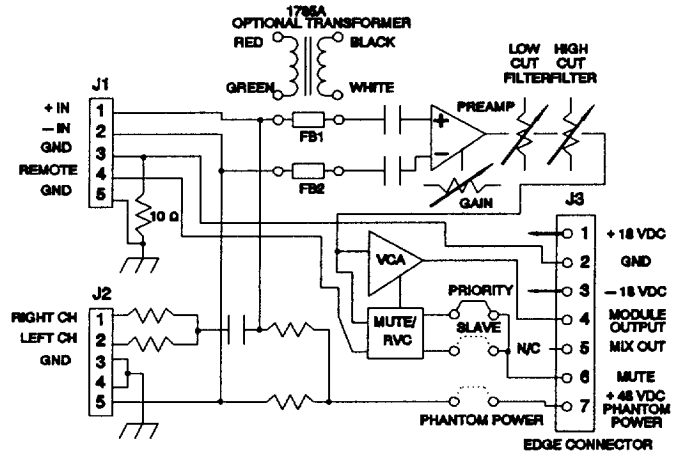 1785A
OPTIONAL TRANSFORMER
RED
BLACK
GREEN
WHITE
LOW CUT FILTER
HIGH CUT FILTER
PREAMP
+
−
FB1
FB2
GAIN
J1
+ IN
1
− IN
2
GND
3
REMOTE
4
GND
5
10 Ω
J2
RIGHT CH
1
LEFT CH
2
GND
3
4
5
VCA
MUTE/
RVC
PRIORITY
SLAVE
N/C
PHANTOM POWER
J3
1
+ 18 VDC
2
GND
3
− 18 VDC
4
MODULE
OUTPUT
5
MIX OUT
6
MUTE
7
+ 48 VDC
PHANTOM
POWER
EDGE CONNECTOR